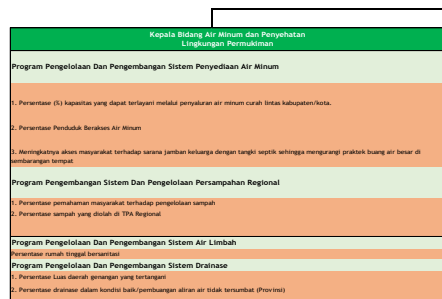 Kepala Bidang Air Minum dan Penyehatan
Lingkungan Permukiman
Program Pengelolaan Dan Pengembangan Sistem Penyediaan Air Minum
1. Persentase (%) kapasitas yang dapat terlayani melalui penyaluran air minum curah lintas kabupaten/kota.
2. Persentase Penduduk Berakses Air Minum
3. Meningkatnya akses masyarakat terhadap sarana jamban keluarga dengan tangki septik sehingga mengurangi praktek buang air besar di
sembarangan tempat
Program Pengembangan Sistem Dan Pengelolaan Persampahan Regional
1. Persentase pemahaman masyarakat terhadap pengelolaan sampah
2. Persentase sampah yang diolah di TPA Regional
Program Pengelolaan Dan Pengembangan Sistem Air Limbah
Persentase rumah tinggal bersanitasi
Program Pengelolaan Dan Pengembangan Sistem Drainase
1. Persentase Luas daerah genangan yang tertangani
2. Persentase drainase dalam kondisi baik/pembuangan aliran air tidak tersumbat (Provinsi)